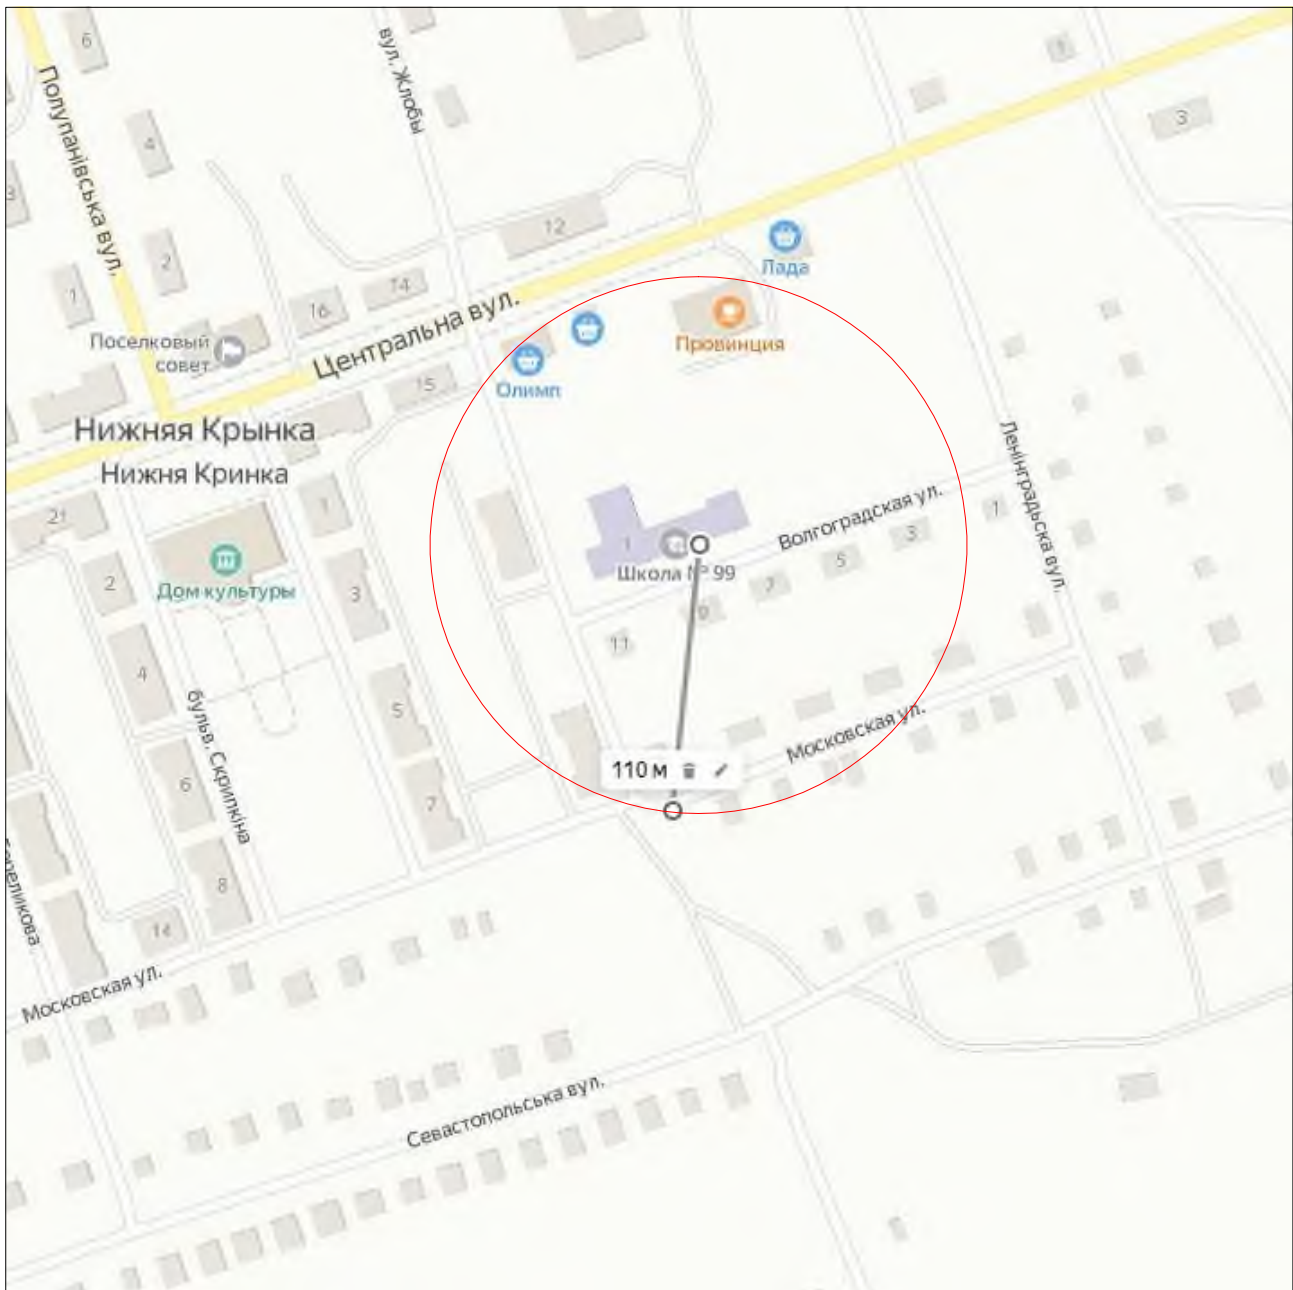 6
Полупанівська вул.
вул. Жлобы
1
3
4
3
12
2
Лада
1
14
16
Центральна вул.
Поселковый
совет
Провинция
15
Олимп
Нижняя Крынка
Нижня Кринка
Ленінградьска вул.
21
1
Волгоградская ул.
1
3
1
5
Школа № 99
2
Дом культуры
3
7
9
11
4
5
бульв. Скрипкіна
Московская ул.
110 м
6
7
8
14
Московская ул.
Севастопольська вул.